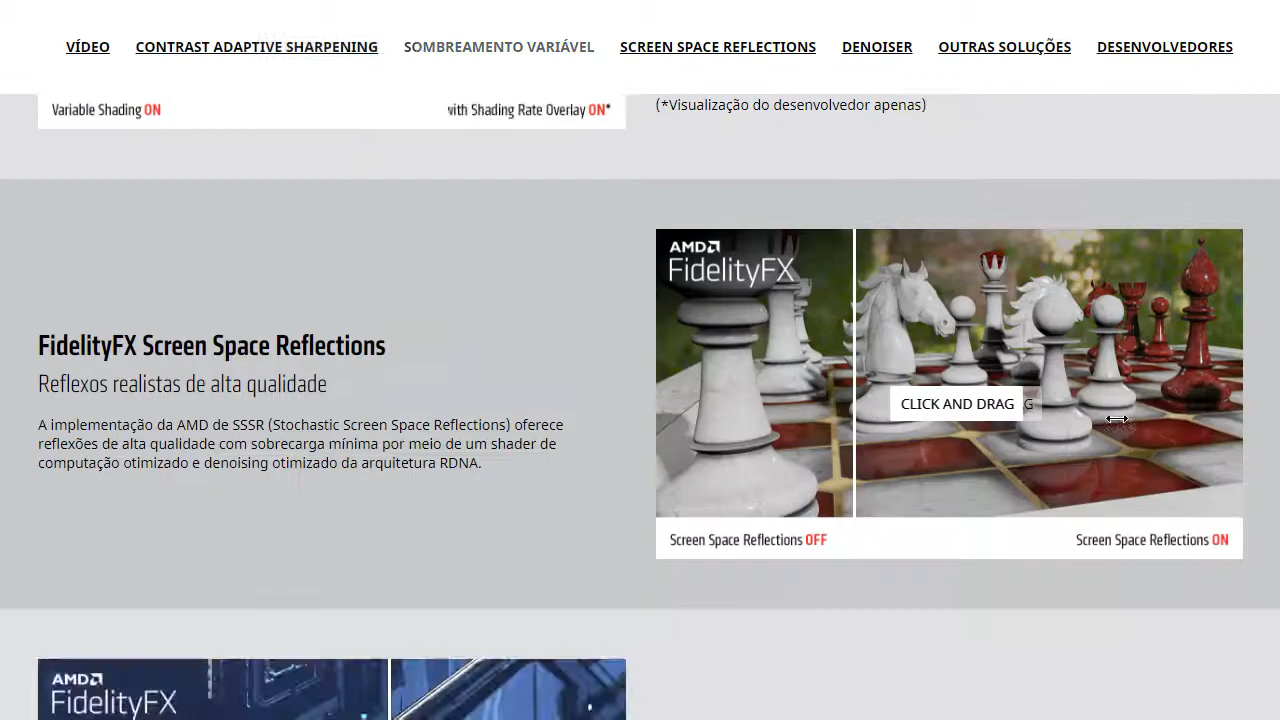 VÍDEO CONTRAST ADAPTIVE SHARPENING SOMBREAMENTO VARIÁVEL SCREEN SPACE REFLECTIONS DENOISER OUTRAS SOLUÇÕES DESENVOLVEDORES
Variable Shading ON
with Shading Rate Overlay ON*
(*Visualização do desenvolvedor apenas)
FidelityFX Screen Space Reflections
Reflexos realistas de alta qualidade
A implementação da AMD de SSSR (Stochastic Screen Space Reflections) oferece
reflexões de alta qualidade com sobrecarga mínima por meio de um shader de
computação otimizado e denoising otimizado da arquitetura RDNA.
AMD
FidelityFX
CLICK AND DRAG
Screen Space Reflections OFF
Screen Space Reflections ON
AMD
FidelityFX